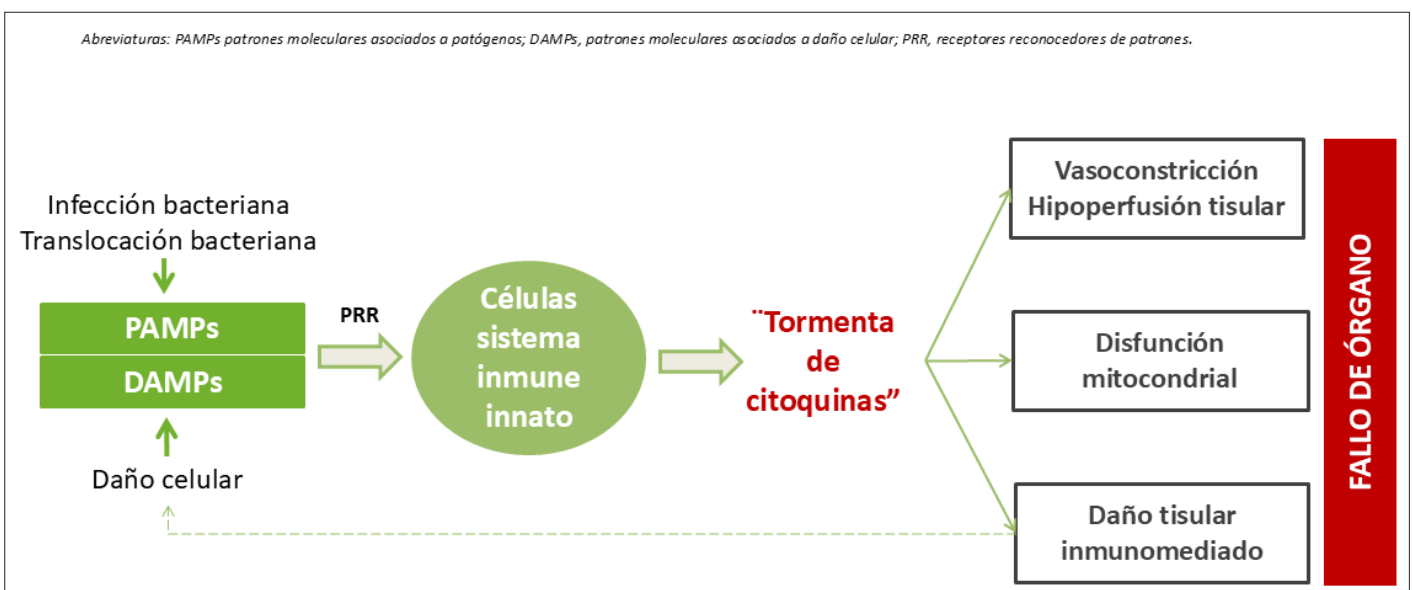 Abreviaturas: PAMPs patrones moleculares asociados a patógenos; DAMPs, patrones moleculares asociados a daño celular; PRR, receptores reconocedores de patrones.
Infección bacteriana
Translocación bacteriana
PAMPs
DAMPs
Daño celular
PRR
Células
sistema
inmune
innato
¨Tormenta
de
citoquinas”
Vasoconstricción
Hipoperfusión tisular
Disfunción
mitocondrial
Daño tisular
inmunomediado
FALLO DE ÓRGANO